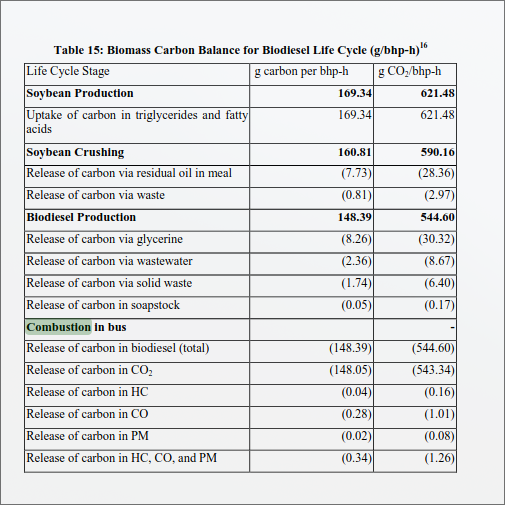 Table 15: Biomass Carbon Balance for Biodiesel Life Cycle (g/bhp-h)16
Life Cycle Stage g carbon per bhp-h g CO2/bhp-h
Soybean Production 169.34 621.48
Uptake of carbon in triglycerides and fatty 169.34 621.48
acids
Soybean Crushing 160.81 590.16
Release of carbon via residual oil in meal (7.73) (28.36)
Release of carbon via waste (0.81) (2.97)
Biodiesel Production 148.39 544.60
Release of carbon via glycerine (8.26) (30.32)
Release of carbon via wastewater (2.36) (8.67)
Release of carbon via solid waste (1.74) (6.40)
Release of carbon in soapstock (0.05) (0.17)
Combustion in bus -
Release of carbon in biodiesel (total) (148.39) (544.60)
Release of carbon in CO2 (148.05) (543.34)
Release of carbon in HC (0.04) (0.16)
Release of carbon in CO (0.28) (1.01)
Release of carbon in PM (0.02) (0.08)
Release of carbon in HC, CO, and PM (0.34) (1.26)